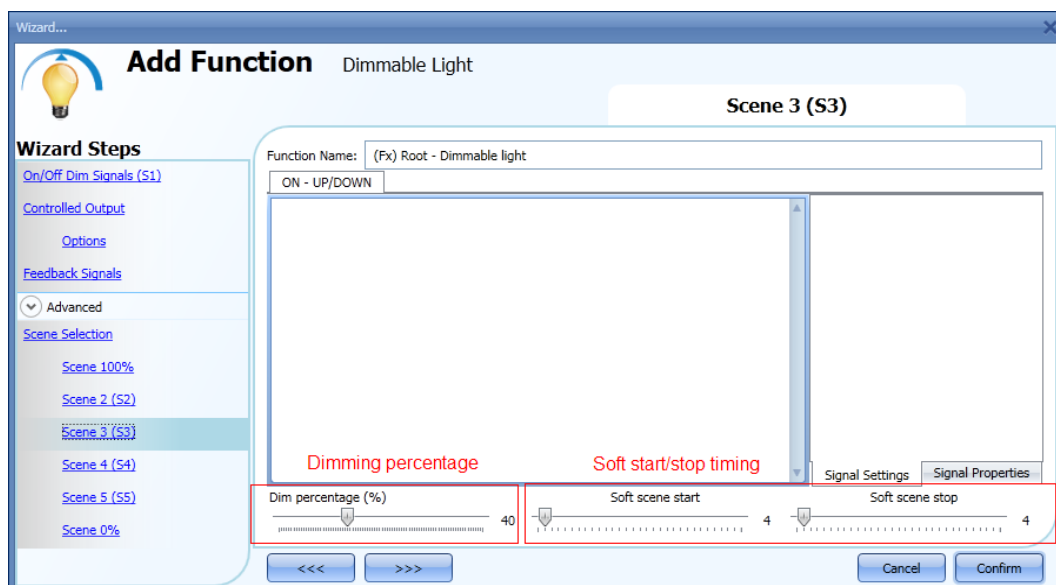 Wizard...
Add Function Dimmable Light
Scene 3 (S3)
Wizard Steps
On/Off Dim Signals (S1)
Controlled Output
Options
Feedback Signals
Advanced
Scene Selection
Scene 100%
Scene 2 (S2)
Scene 3 (S3)
Scene 4 (S4)
Scene 5 (S5)
Scene 0%
Function Name: (Fx) Root - Dimmable light
ON - UP/DOWN
Dimming percentage Soft start/stop timing
Signal Settings Signal Properties
Dim percentage (%) Soft scene start Soft scene stop
40 4 4
<<< >>> Cancel Confirm